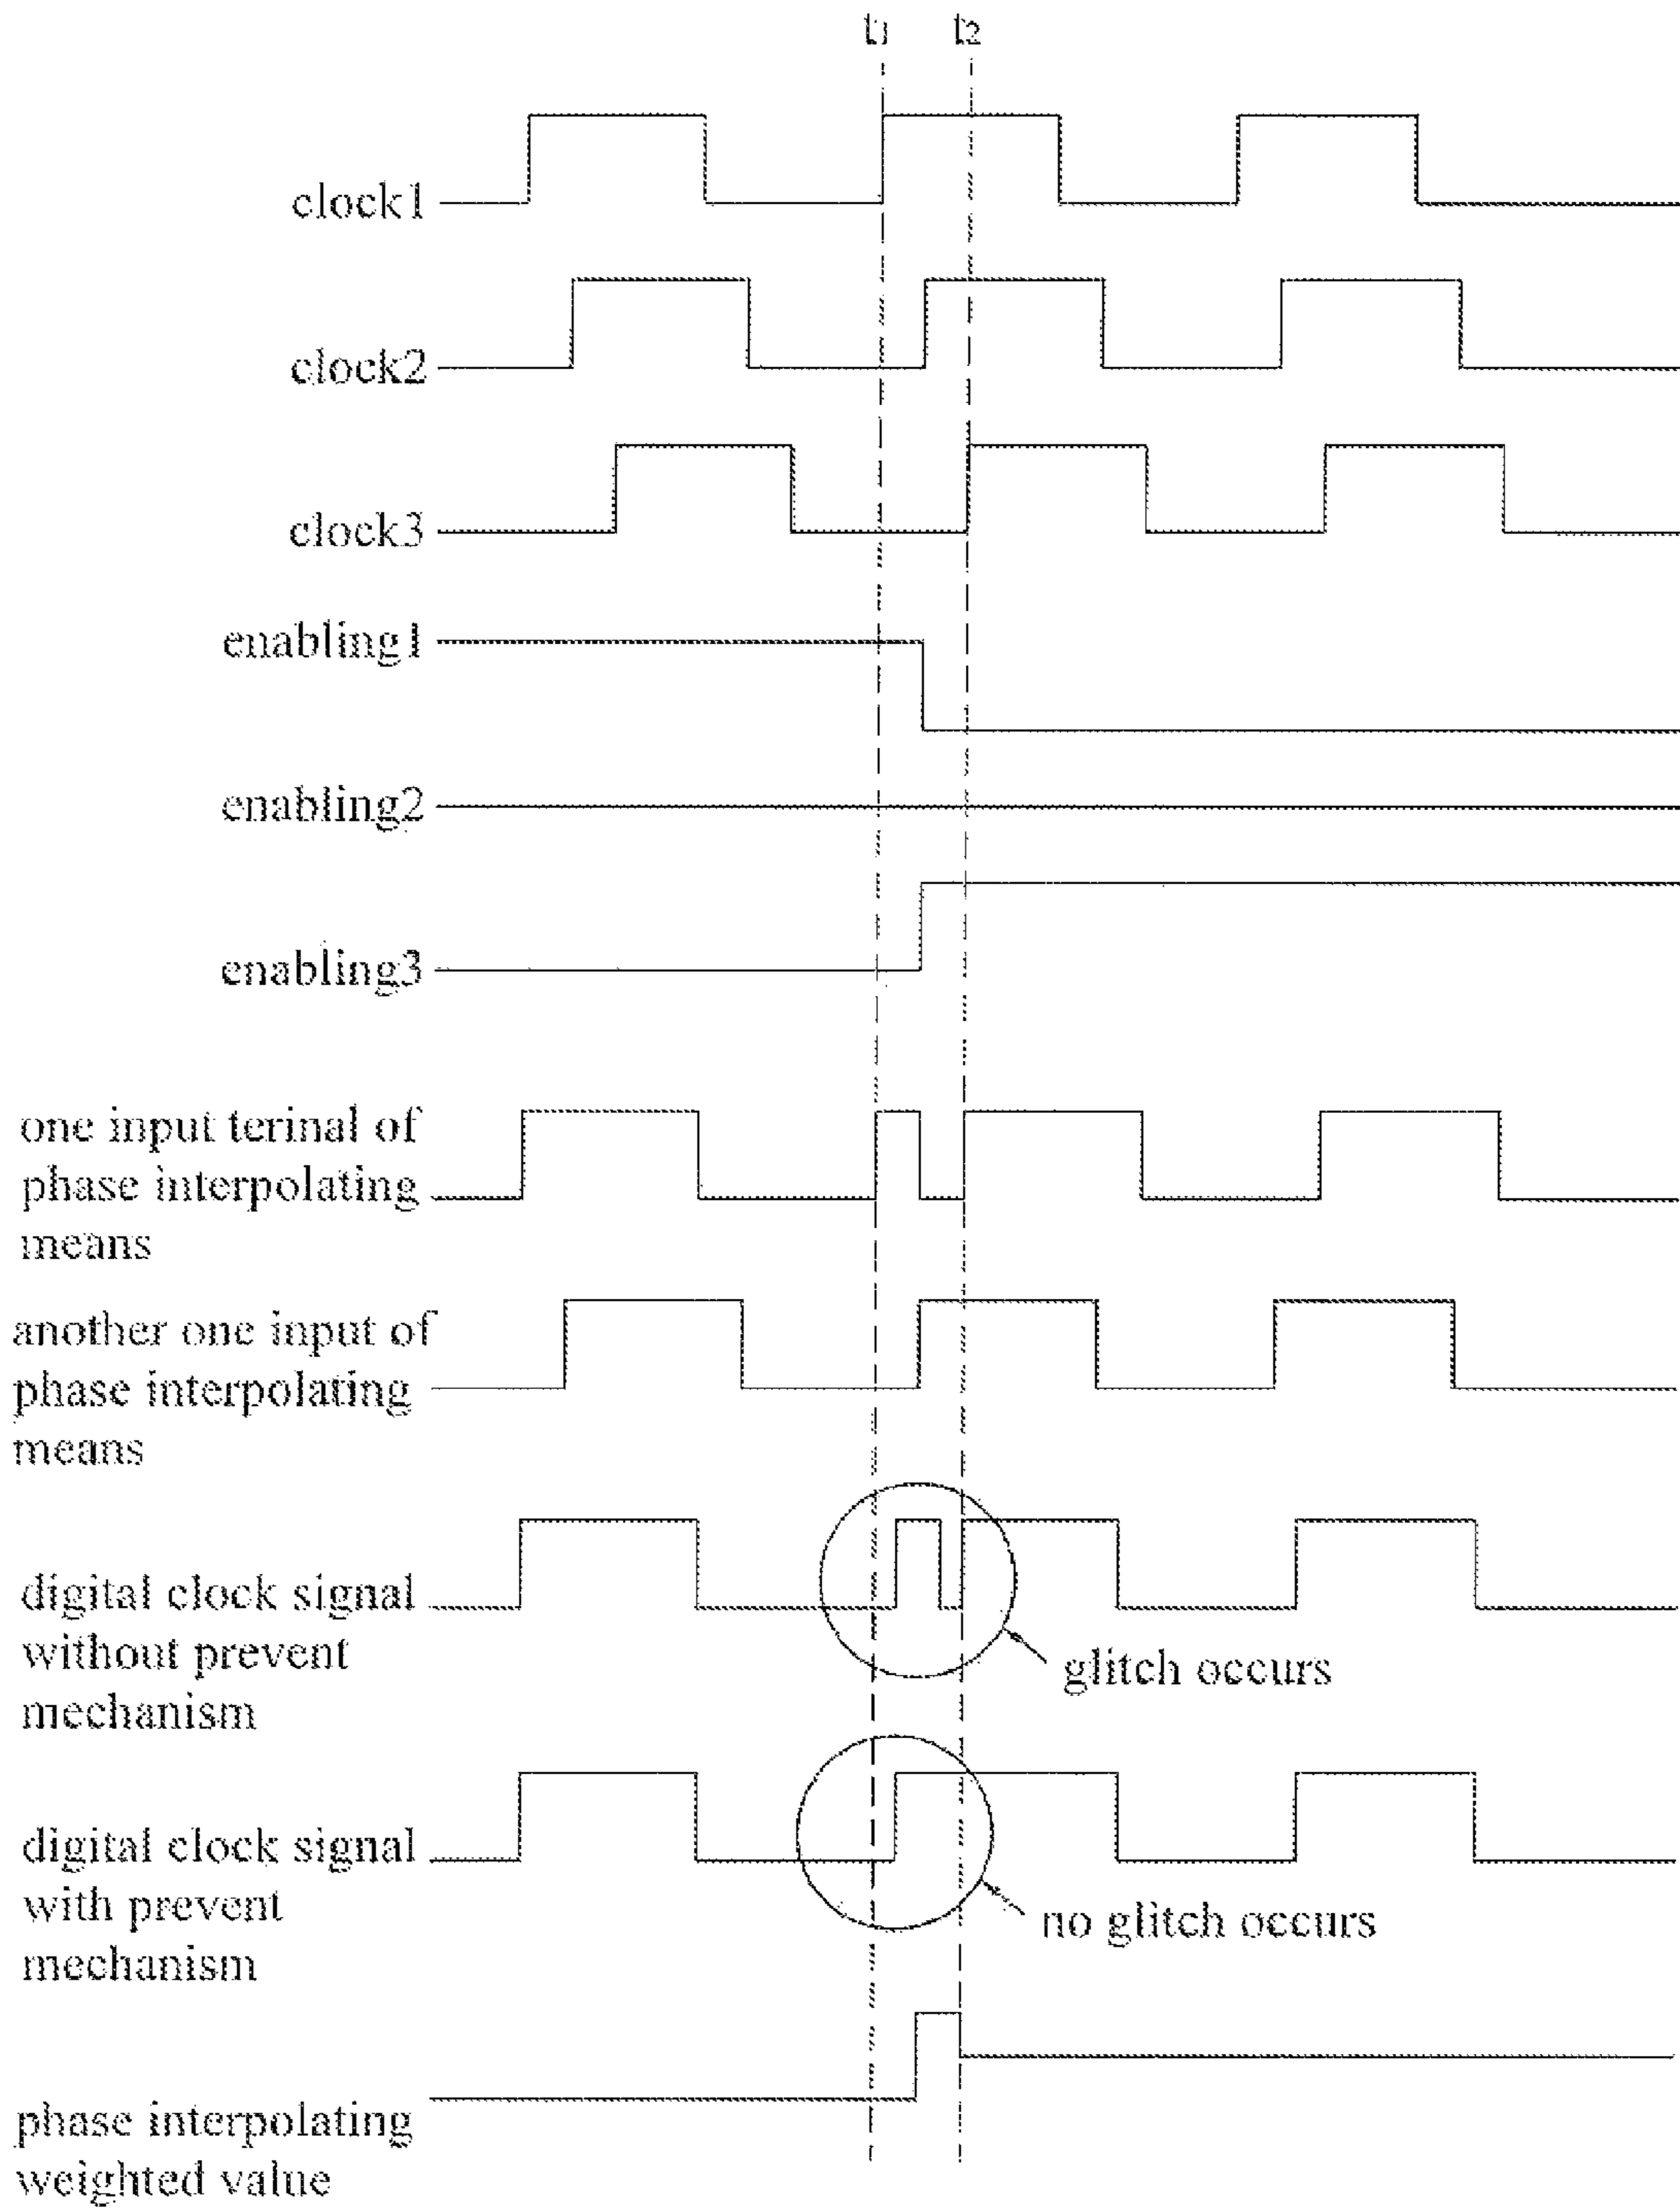 t1 t2
clock1
clock2
clock3
enabling1
enabling2
enabling3
one input terinal of
phase interpolating
means
another one input of
phase interpolating
means
digital clock signal
without prevent
mechanism
glitch occurs
digital clock signal
with prevent
mechanism
no glitch occurs
phase interpolating
weighted value